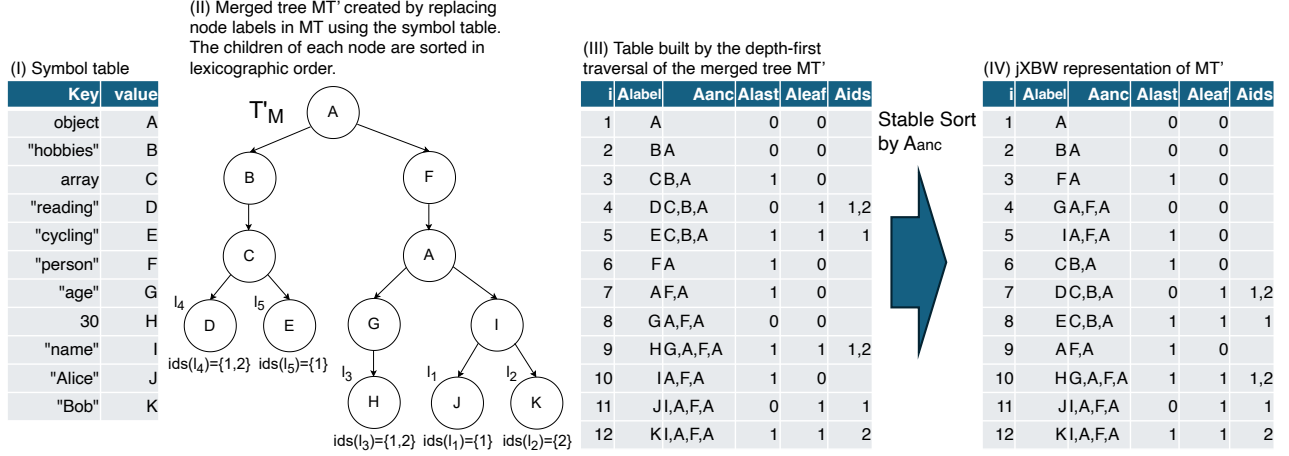 (I) Symbol table
Key value
object A
"hobbies" B
array C
"reading" D
"cycling" E
"person" F
"age" G
30 H
"name" I
"Alice" J
"Bob" K
(II) Merged tree MT' created by replacing
node labels in MT using the symbol table.
The children of each node are sorted in
lexicographic order.
T'M
A
B
F
C
A
l4
l5
D
E
G
I
ids(l4)={1,2} ids(l5)={1}
l3
l1
l2
H
J
K
ids(l3)={1,2} ids(l1)={1} ids(l2)={2}
(III) Table built by the depth-first
traversal of the merged tree MT'
i Alabel Aanc Alast Aleaf Aids
1 A 0 0
2 B A 0 0
3 C B,A 1 0
4 D C,B,A 0 1 1,2
5 E C,B,A 1 1 1
6 F A 1 0
7 A F,A 1 0
8 G A,F,A 0 0
9 H G,A,F,A 1 1 1,2
10 I A,F,A 1 0
11 J I,A,F,A 0 1 1
12 K I,A,F,A 1 1 2
Stable Sort
by Aanc
(IV) jXBW representation of MT'
i Alabel Aanc Alast Aleaf Aids
1 A 0 0
2 B A 0 0
3 F A 1 0
4 G A,F,A 0 0
5 I A,F,A 1 0
6 C B,A 1 0
7 D C,B,A 0 1 1,2
8 E C,B,A 1 1 1
9 A F,A 1 0
10 H G,A,F,A 1 1 1,2
11 J I,A,F,A 0 1 1
12 K I,A,F,A 1 1 2